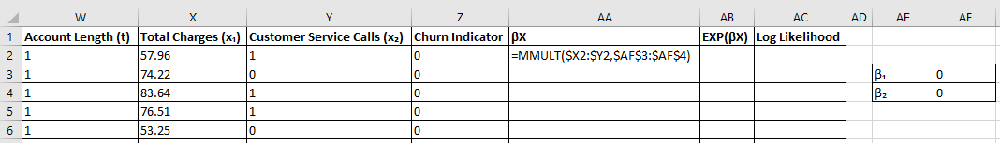 W X Y Z AA AB AC AD AE AF
1 Account Length (t) Total Charges (x₁) Customer Service Calls (x₂) Churn Indicator βX EXP(βX) Log Likelihood
2 1 57.96 1 0 =MMULT($X2:$Y2,$AF$3:$AF$4)
3 1 74.22 0 0 β₁ 0
4 1 83.64 1 0 β₂ 0
5 1 76.51 1 0
6 1 53.25 0 0